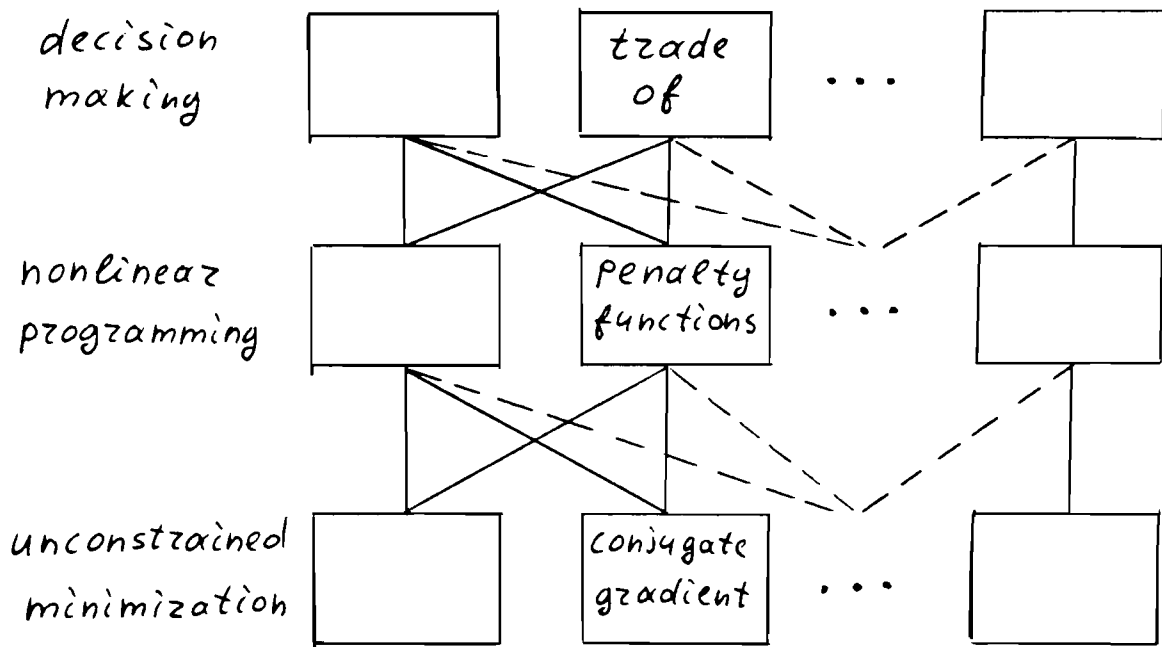 decision
making
trade
of
...
nonlinear
programming
penalty
functions
...
unconstrained
minimization
conjugate
gradient
...